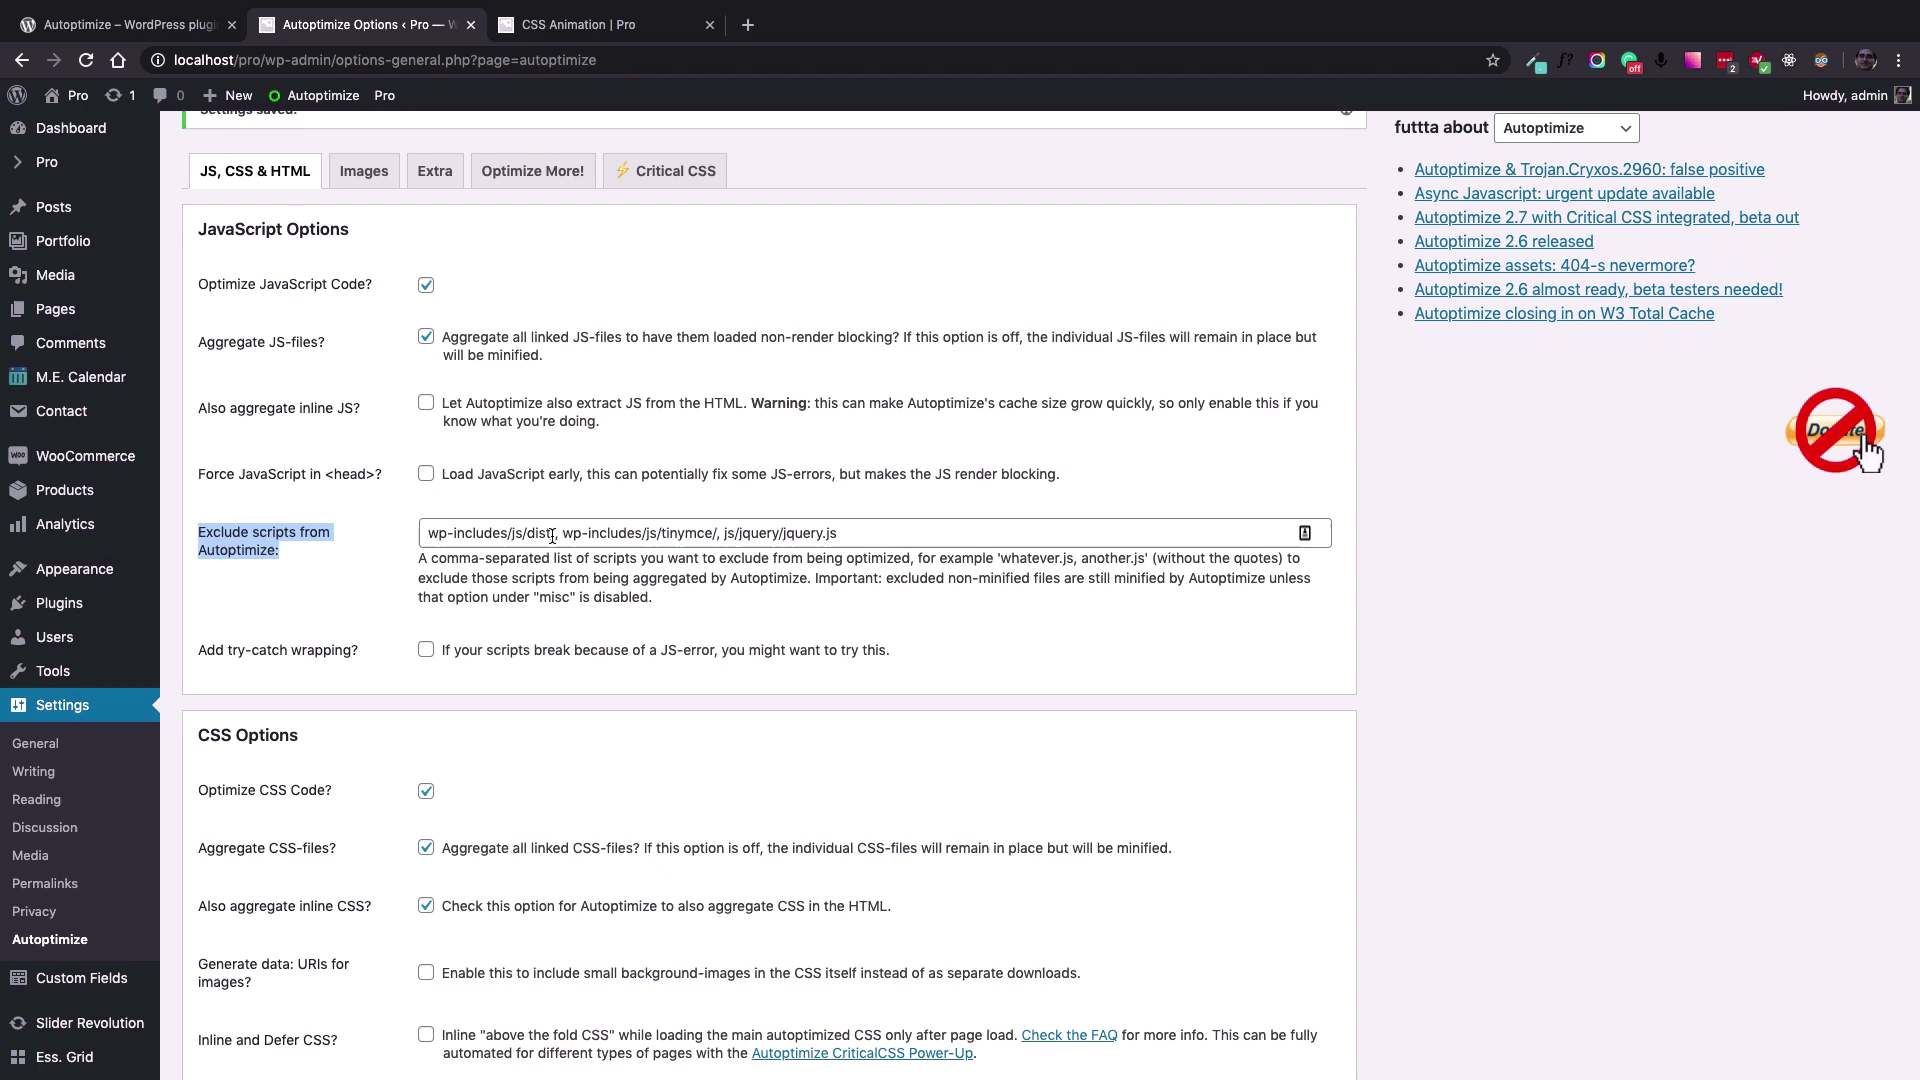 Autoptimize – WordPress plugi
Autoptimize Options ‹ Pro — W
CSS Animation | Pro
localhost/pro/wp-admin/options-general.php?page=autoptimize
off
2
Pro
1
0
New
Autoptimize
Pro
Howdy, admin
Dashboard
Pro
Posts
Portfolio
Media
Pages
Comments
M.E. Calendar
Contact
WooCommerce
Products
Analytics
Appearance
Plugins
Users
Tools
Settings
General
Writing
Reading
Discussion
Media
Permalinks
Privacy
Autoptimize
Custom Fields
Slider Revolution
Ess. Grid
Settings saved.
JS, CSS & HTML
Images
Extra
Optimize More!
⚡ Critical CSS
JavaScript Options
Optimize JavaScript Code?
Aggregate JS-files?
Aggregate all linked JS-files to have them loaded non-render blocking? If this option is off, the individual JS-files will remain in place but
will be minified.
Also aggregate inline JS?
Let Autoptimize also extract JS from the HTML. Warning: this can make Autoptimize's cache size grow quickly, so only enable this if you
know what you're doing.
Force JavaScript in <head>?
Load JavaScript early, this can potentially fix some JS-errors, but makes the JS render blocking.
Exclude scripts from
Autoptimize:
wp-includes/js/dist/, wp-includes/js/tinymce/, js/jquery/jquery.js
A comma-separated list of scripts you want to exclude from being optimized, for example 'whatever.js, another.js' (without the quotes) to
exclude those scripts from being aggregated by Autoptimize. Important: excluded non-minified files are still minified by Autoptimize unless
that option under "misc" is disabled.
Add try-catch wrapping?
If your scripts break because of a JS-error, you might want to try this.
CSS Options
Optimize CSS Code?
Aggregate CSS-files?
Aggregate all linked CSS-files? If this option is off, the individual CSS-files will remain in place but will be minified.
Also aggregate inline CSS?
Check this option for Autoptimize to also aggregate CSS in the HTML.
Generate data: URIs for
images?
Enable this to include small background-images in the CSS itself instead of as separate downloads.
Inline and Defer CSS?
Inline "above the fold CSS" while loading the main autoptimized CSS only after page load. Check the FAQ for more info. This can be fully
automated for different types of pages with the Autoptimize CriticalCSS Power-Up.
futtta about
Autoptimize
Autoptimize & Trojan.Cryxos.2960: false positive
Async Javascript: urgent update available
Autoptimize 2.7 with Critical CSS integrated, beta out
Autoptimize 2.6 released
Autoptimize assets: 404-s nevermore?
Autoptimize 2.6 almost ready, beta testers needed!
Autoptimize closing in on W3 Total Cache
Donate